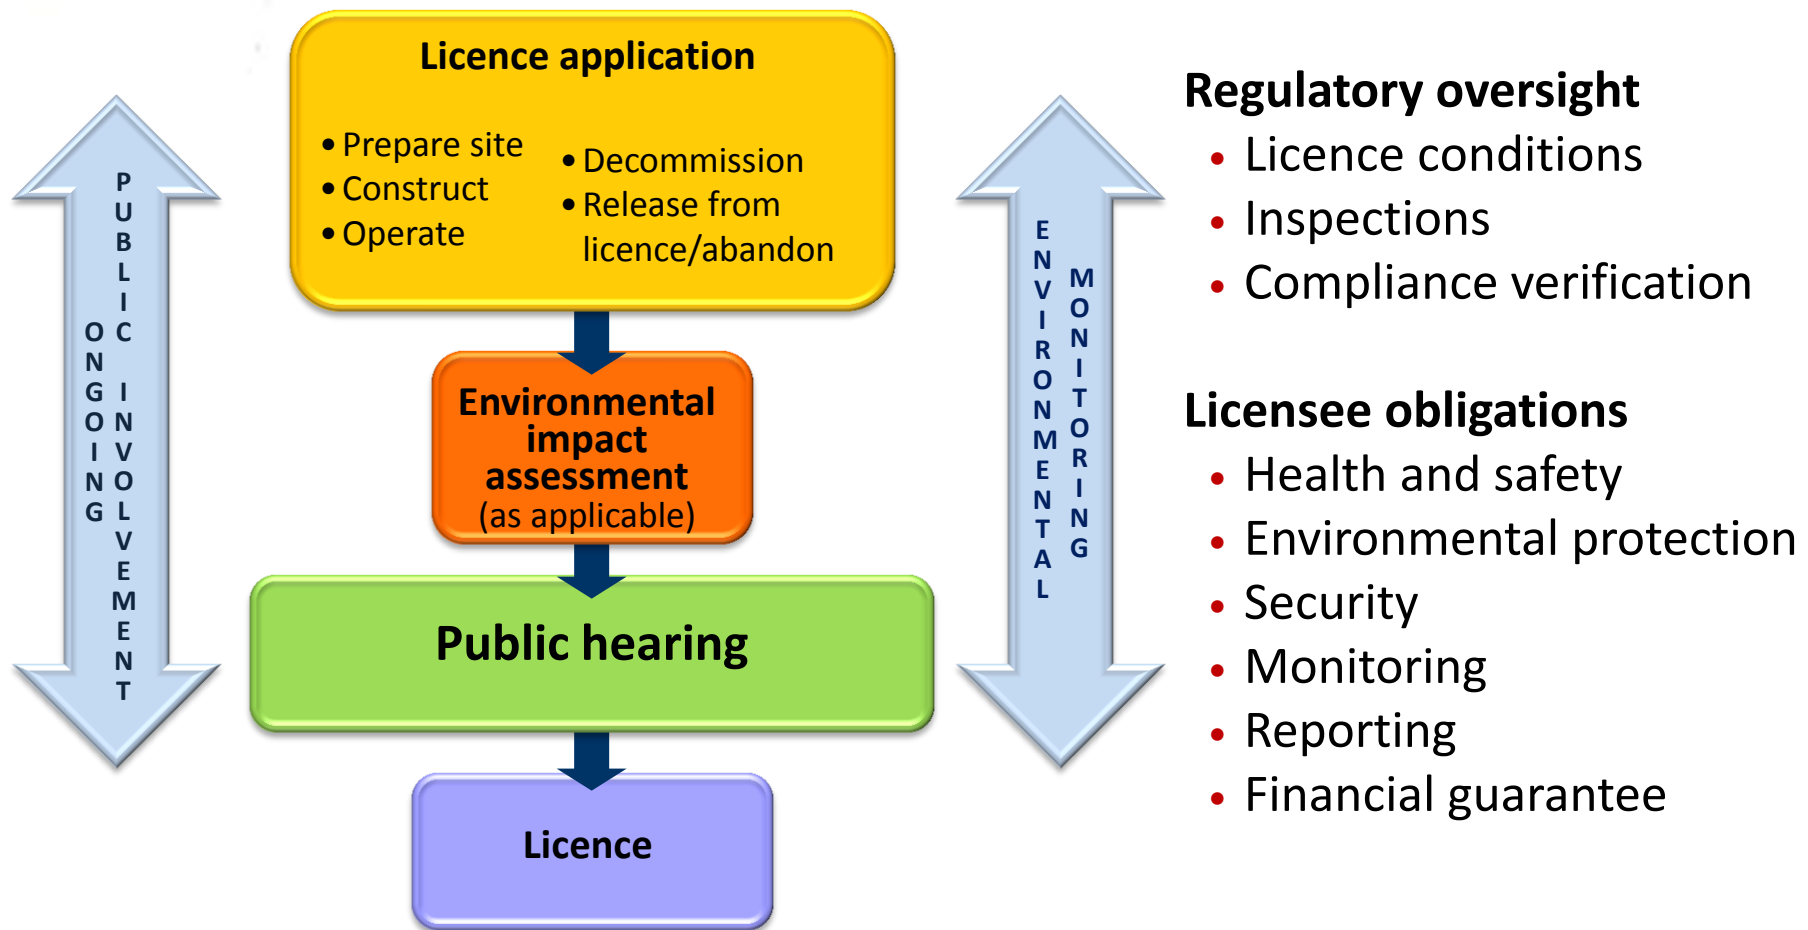 Licence application
• Prepare site
• Construct
• Operate
• Decommission
• Release from
licence/abandon
ONGOING
PUBLIC INVOLVEMENT
Environmental
impact
assessment
(as applicable)
Public hearing
Licence
ENVIRONMENTAL
MONITORING
Regulatory oversight
• Licence conditions
• Inspections
• Compliance verification
Licensee obligations
• Health and safety
• Environmental protection
• Security
• Monitoring
• Reporting
• Financial guarantee